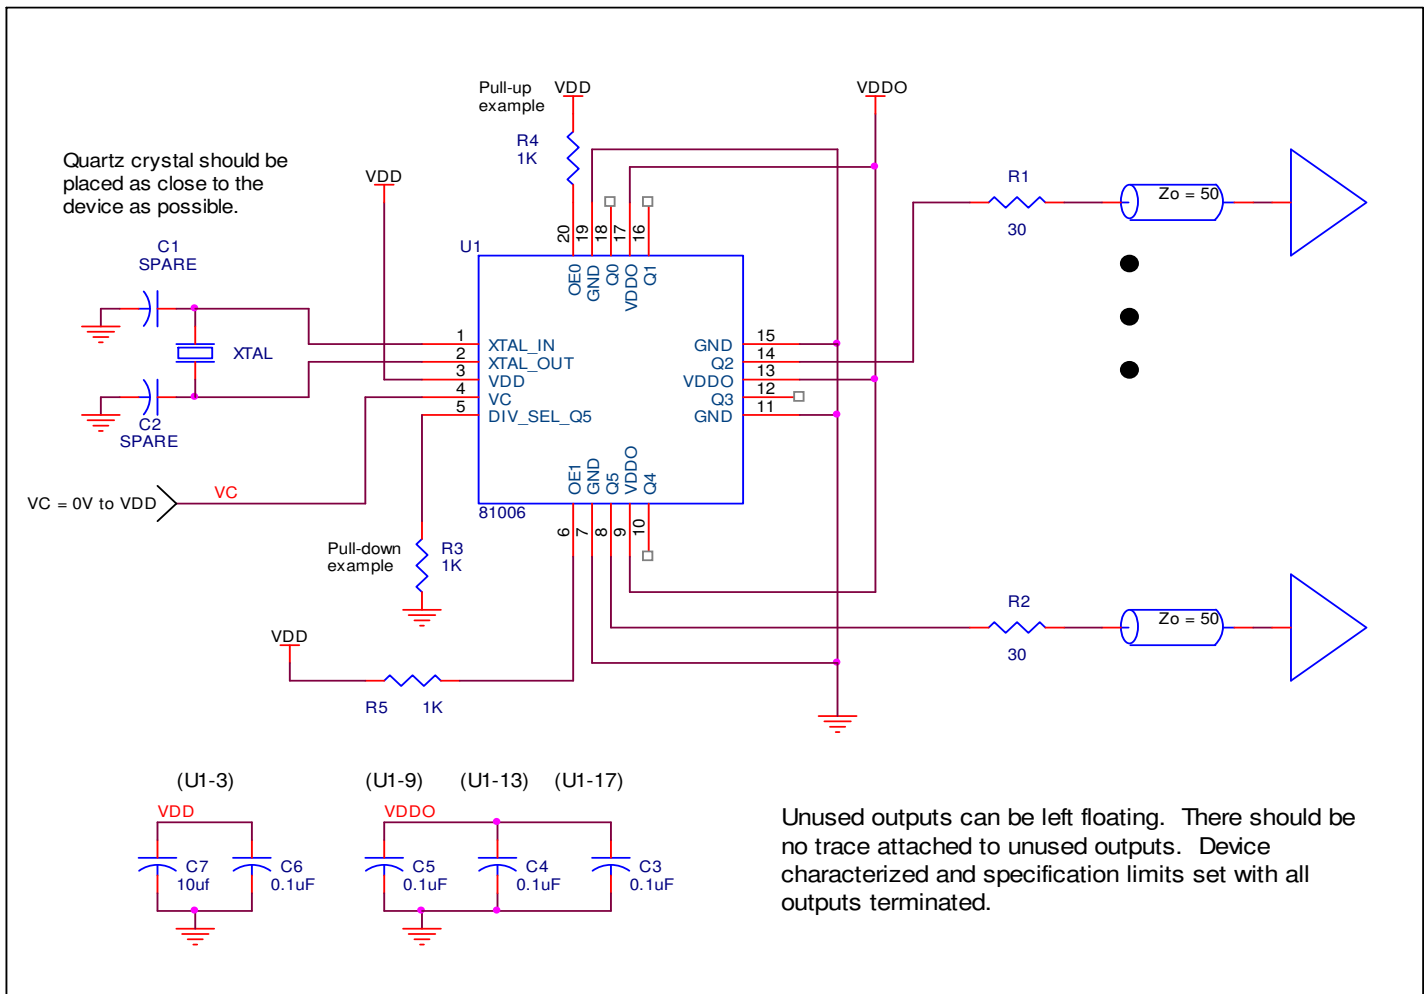 Pull-up
example
VDD
VDDO
R4
1K
Quartz crystal should be
placed as close to the
device as possible.
VDD
R1
30
Zo = 50
C1
SPARE
U1
20
19
18
17
16
OE0
GND
Q0
VDDO
Q1
XTAL
1
2
3
4
5
XTAL_IN
XTAL_OUT
VDD
VC
DIV_SEL_Q5
GND
Q2
VDDO
Q3
GND
15
14
13
12
11
C2
SPARE
OE1
GND
Q5
VDDO
Q4
VC = 0V to VDD
VC
81006
6
7
8
9
10
Pull-down
example
R3
1K
R2
30
Zo = 50
VDD
R5
1K
(U1-3)
(U1-9)
(U1-13)
(U1-17)
VDD
VDDO
C7
10uf
C6
0.1uF
C5
0.1uF
C4
0.1uF
C3
0.1uF
Unused outputs can be left floating. There should be
no trace attached to unused outputs. Device
characterized and specification limits set with all
outputs terminated.